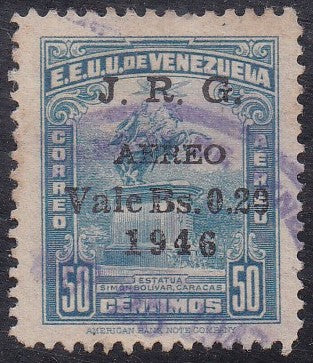 E.E.U.U. DE VENEZUELA
J. R. G.
CORREO
AEREO
AEREO
Vale Bs. 0.20
1946
ESTATUA
SIMON BOLIVAR, CARACAS
50 CENTIMOS 50
AMERICAN BANK NOTE COMPANY